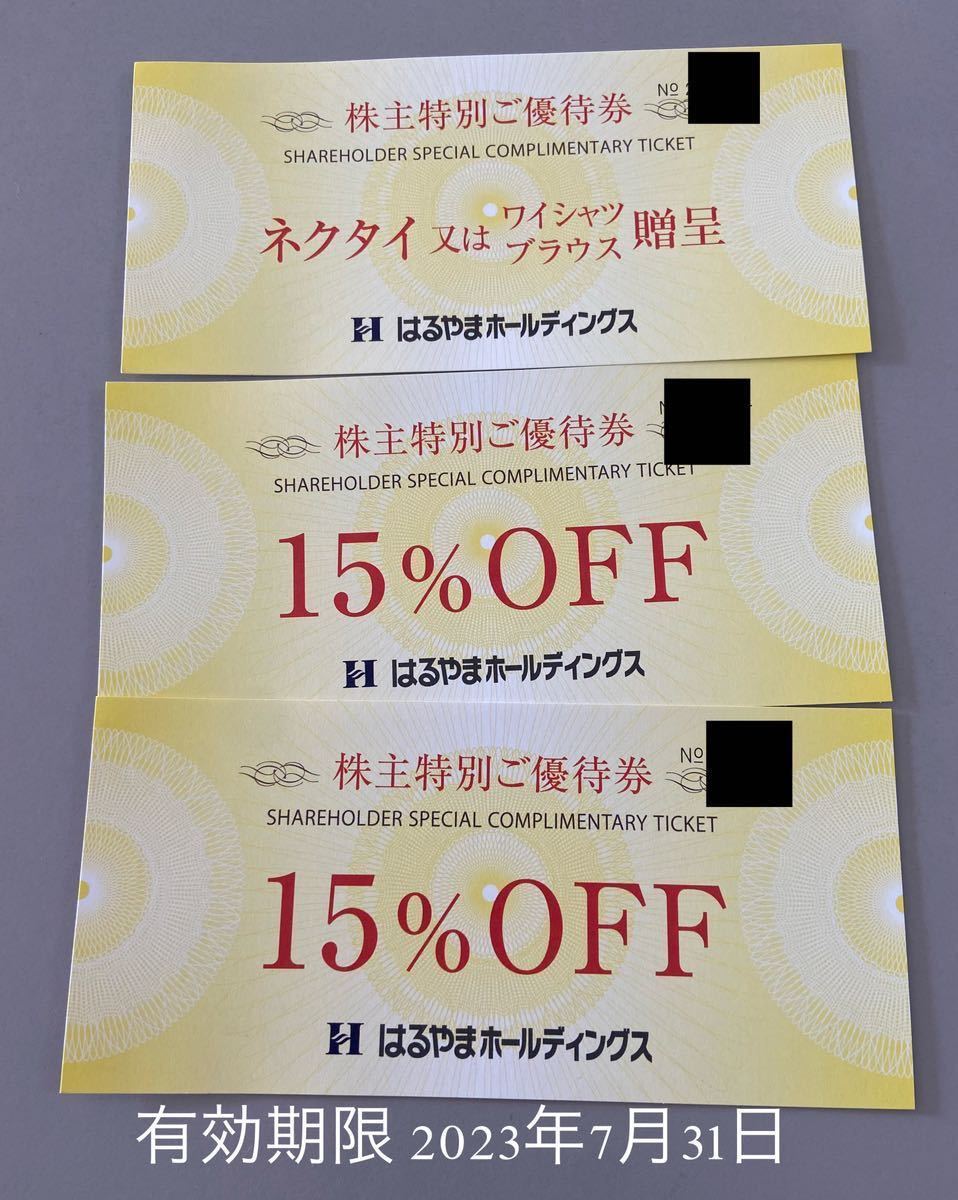 株主特別ご優待券
Nº 2
SHAREHOLDER SPECIAL COMPLIMENTARY TICKET
ネクタイ 又は ワイシャツ
ブラウス 贈呈
H はるやまホールディングス
株主特別ご優待券
SHAREHOLDER SPECIAL COMPLIMENTARY TICKET
15%OFF
H はるやまホールディングス
株主特別ご優待券
Nº
SHAREHOLDER SPECIAL COMPLIMENTARY TICKET
15%OFF
H はるやまホールディングス
有効期限 2023年7月31日